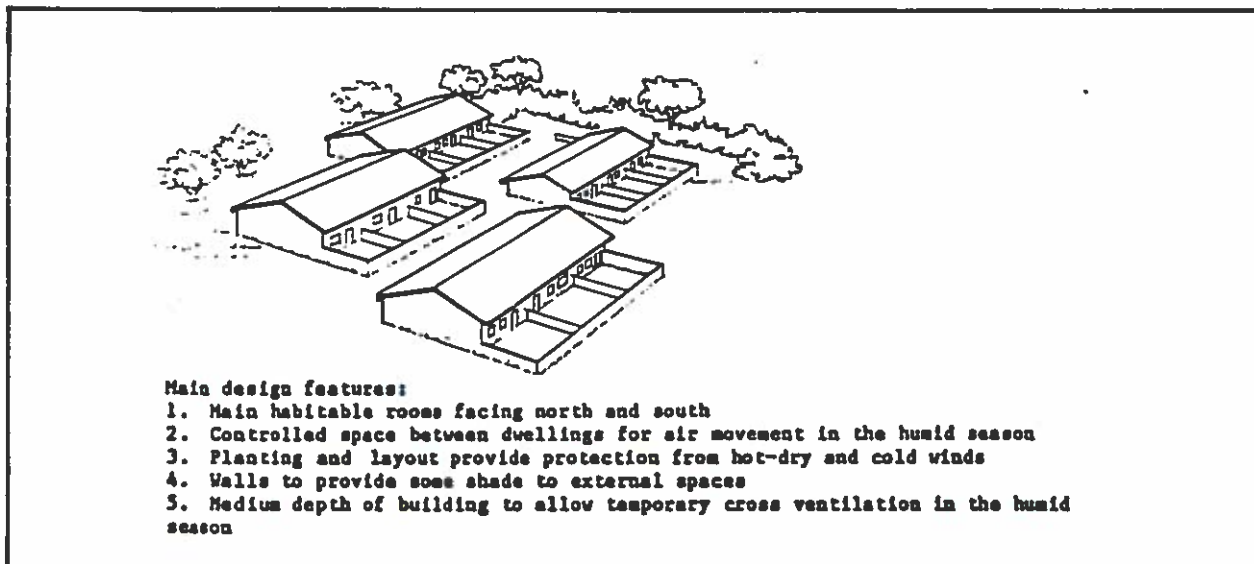 Main design features:
1. Main habitable rooms facing north and south
2. Controlled space between dwellings for air movement in the humid season
3. Planting and layout provide protection from hot-dry and cold winds
4. Walls to provide some shade to external spaces
5. Medium depth of building to allow temporary cross ventilation in the humid
season